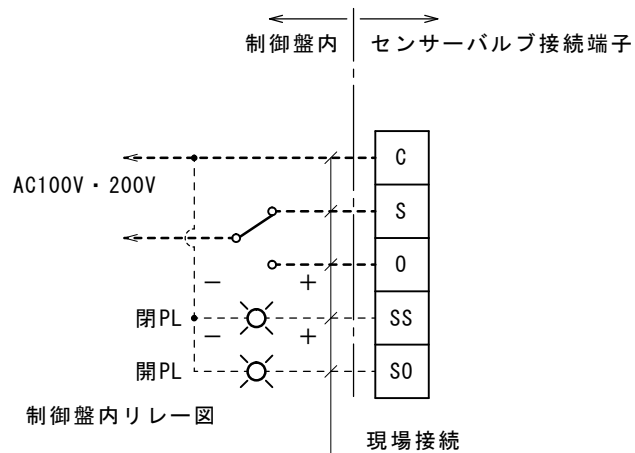 制御盤内
センサーバルブ接続端子
C
AC100V・200V
S
O
− +
閉PL
SS
− +
開PL
SO
制御盤内リレー図
現場接続